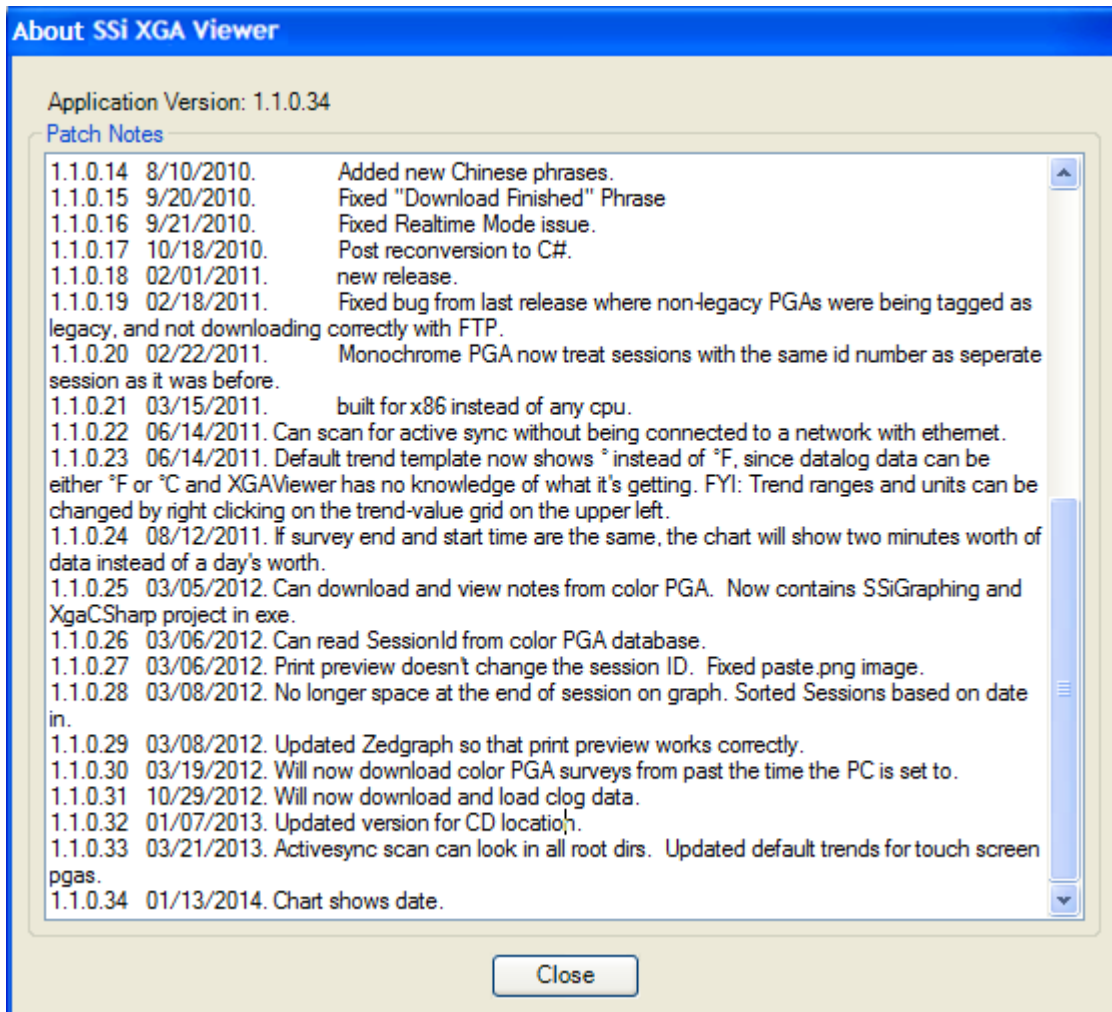 About SSi XGA Viewer
Application Version: 1.1.0.34
Patch Notes
1.1.0.14 8/10/2010. Added new Chinese phrases.
1.1.0.15 9/20/2010. Fixed "Download Finished" Phrase
1.1.0.16 9/21/2010. Fixed Realtime Mode issue.
1.1.0.17 10/18/2010. Post reconversion to C#.
1.1.0.18 02/01/2011. new release.
1.1.0.19 02/18/2011. Fixed bug from last release where non-legacy PGAs were being tagged as
legacy, and not downloading correctly with FTP.
1.1.0.20 02/22/2011. Monochrome PGA now treat sessions with the same id number as seperate
session as it was before.
1.1.0.21 03/15/2011. built for x86 instead of any cpu.
1.1.0.22 06/14/2011. Can scan for active sync without being connected to a network with ethernet.
1.1.0.23 06/14/2011. Default trend template now shows ° instead of °F, since datalog data can be
either °F or °C and XGAViewer has no knowledge of what it's getting. FYI: Trend ranges and units can be
changed by right clicking on the trend-value grid on the upper left.
1.1.0.24 08/12/2011. If survey end and start time are the same, the chart will show two minutes worth of
data instead of a day's worth.
1.1.0.25 03/05/2012. Can download and view notes from color PGA. Now contains SSiGraphing and
XgaCSharp project in exe.
1.1.0.26 03/06/2012. Can read SessionId from color PGA database.
1.1.0.27 03/06/2012. Print preview doesn't change the session ID. Fixed paste.png image.
1.1.0.28 03/08/2012. No longer space at the end of session on graph. Sorted Sessions based on date
in.
1.1.0.29 03/08/2012. Updated Zedgraph so that print preview works correctly.
1.1.0.30 03/19/2012. Will now download color PGA surveys from past the time the PC is set to.
1.1.0.31 10/29/2012. Will now download and load clog data.
1.1.0.32 01/07/2013. Updated version for CD location.
1.1.0.33 03/21/2013. Activesync scan can look in all root dirs. Updated default trends for touch screen
pgas.
1.1.0.34 01/13/2014. Chart shows date.
Close